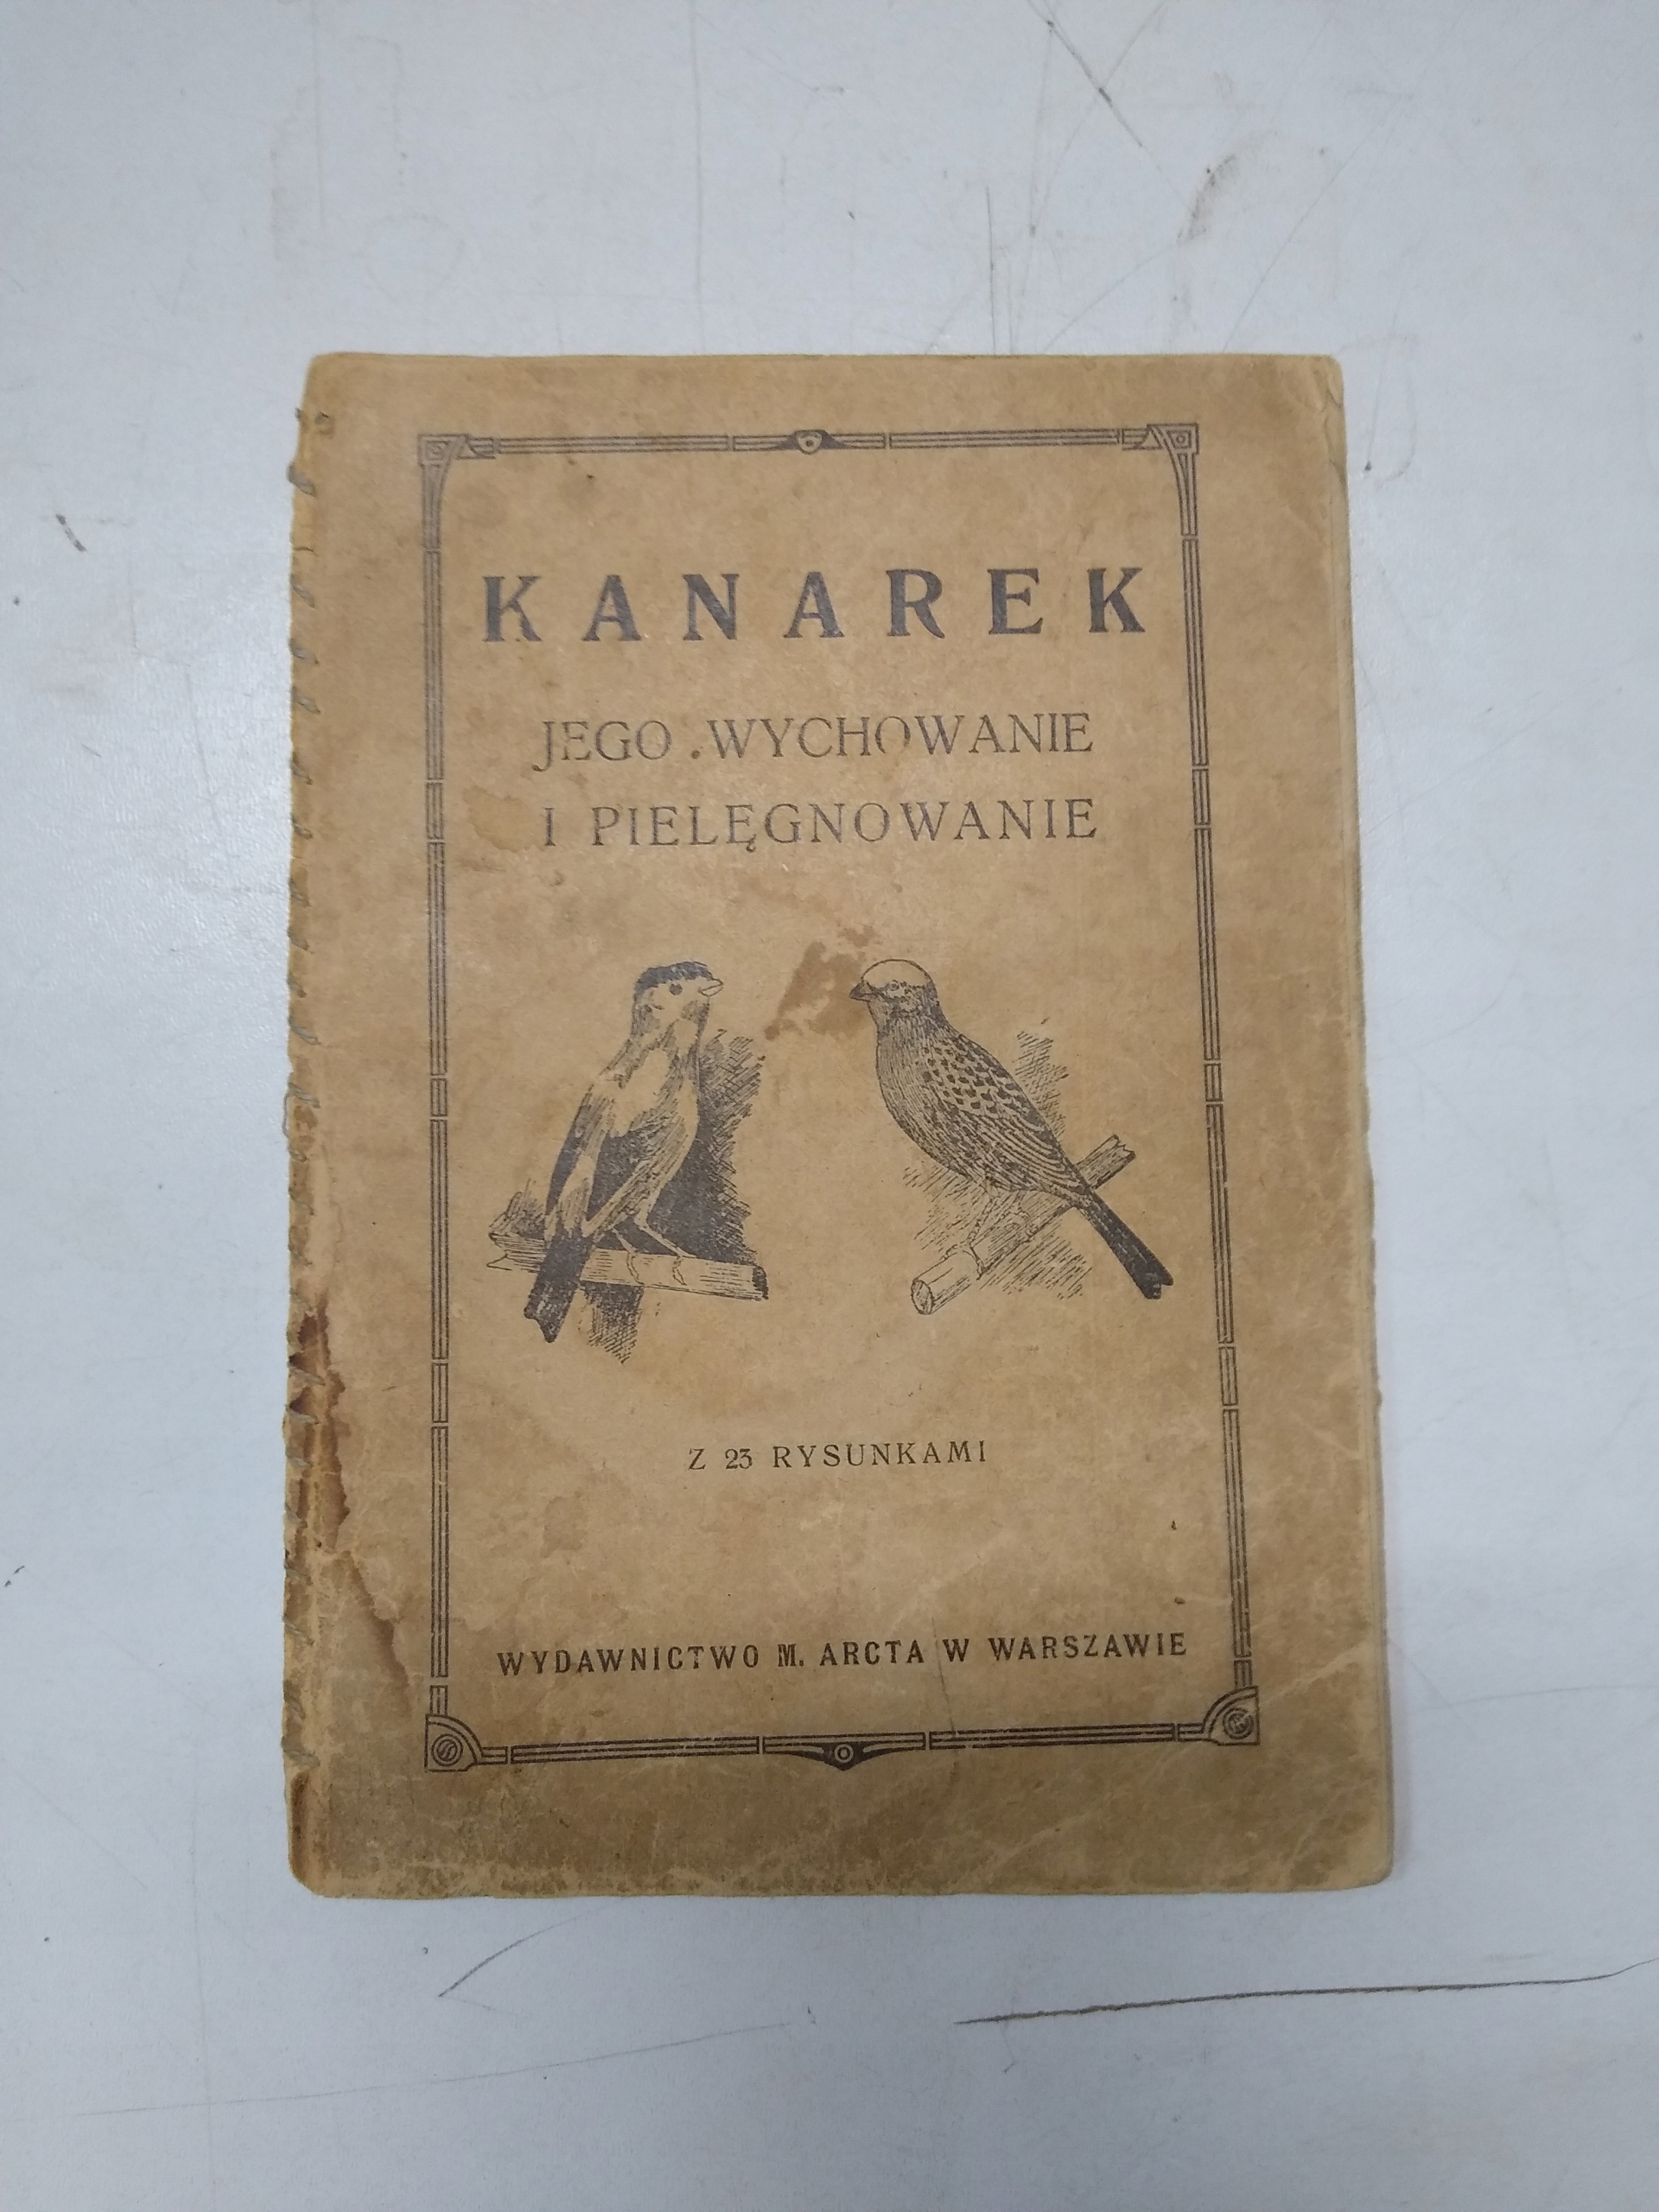 KANAREK
JEGO WYCHOWANIE
I PIELĘGNOWANIE
Z 23 RYSUNKAMI
WYDAWNICTWO M. ARCTA W WARSZAWIE